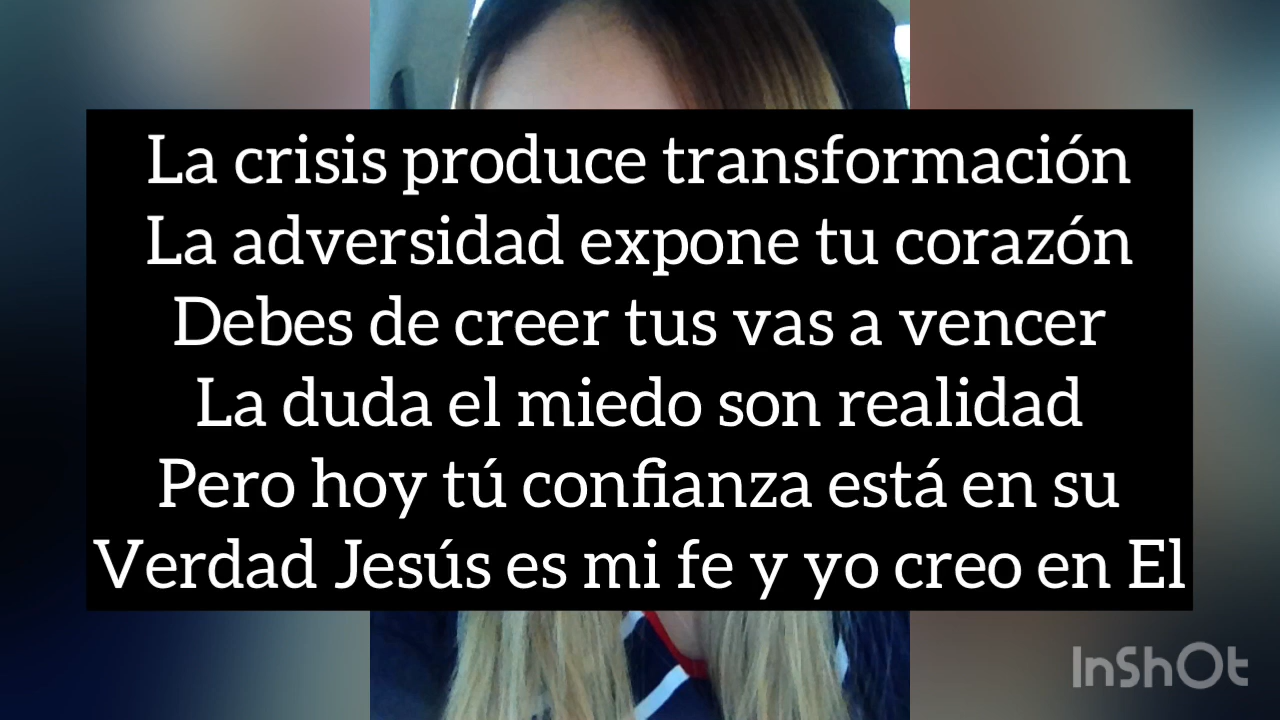 La crisis produce transformación
La adversidad expone tu corazón
Debes de creer tus vas a vencer
La duda el miedo son realidad
Pero hoy tú confianza está en su
Verdad Jesús es mi fe y yo creo en El
InShOt